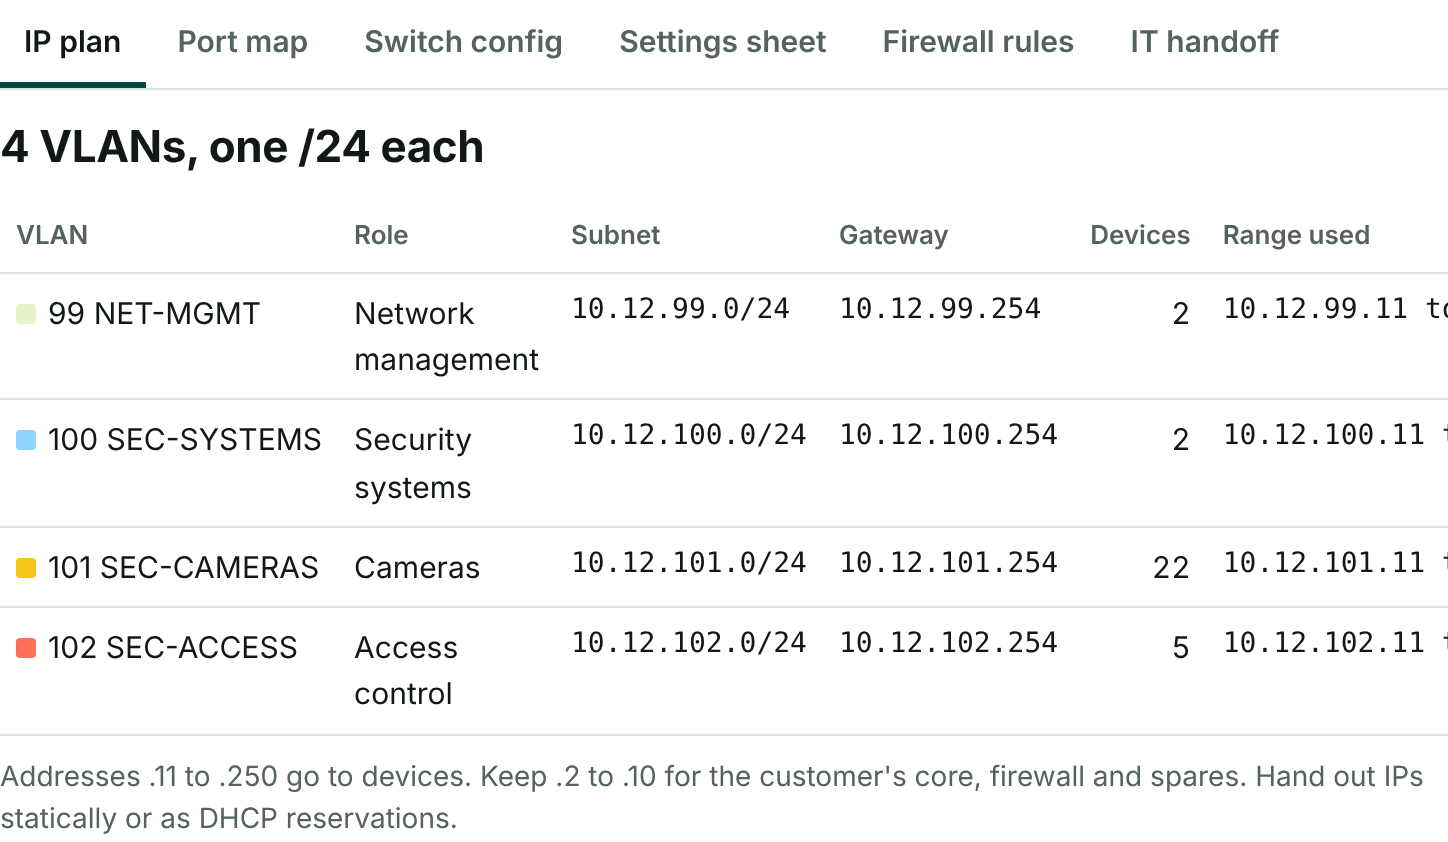 IP plan Port map Switch config Settings sheet Firewall rules IT handoff
4 VLANs, one /24 each
VLAN Role Subnet Gateway Devices Range used
99 NET-MGMT Network management 10.12.99.0/24 10.12.99.254 2 10.12.99.11
100 SEC-SYSTEMS Security systems 10.12.100.0/24 10.12.100.254 2 10.12.100.11
101 SEC-CAMERAS Cameras 10.12.101.0/24 10.12.101.254 22 10.12.101.11
102 SEC-ACCESS Access control 10.12.102.0/24 10.12.102.254 5 10.12.102.11
Addresses .11 to .250 go to devices. Keep .2 to .10 for the customer's core, firewall and spares. Hand out IPs
statically or as DHCP reservations.